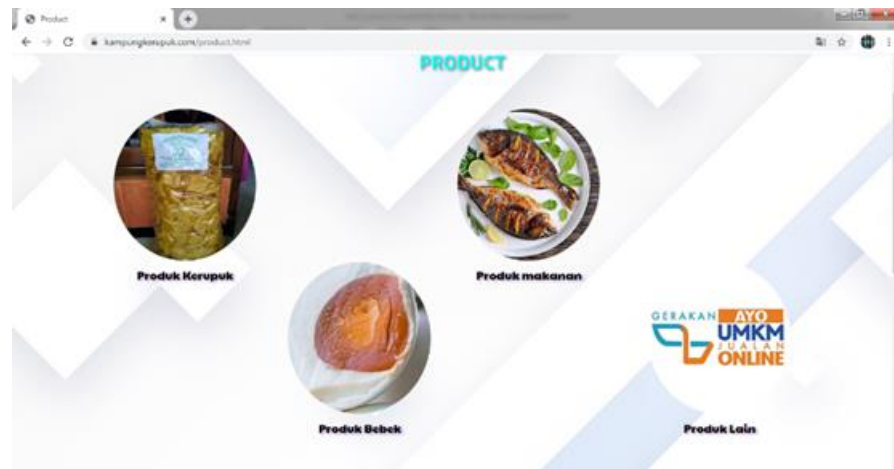 Product
kampungkerupuk.com/product.html
PRODUCT
Produk Kerupuk
Produk makanan
Produk Bebek
GERAKAN AYO
UMKM
JUALAN
ONLINE
Produk Lain